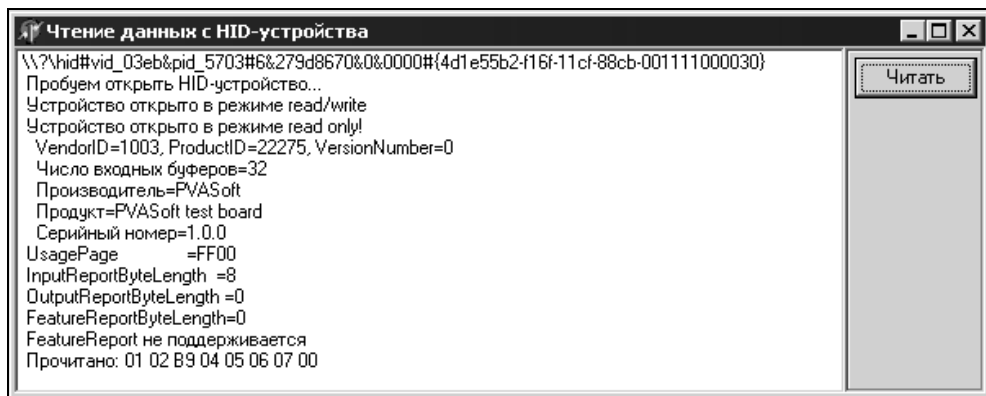 Чтение данных с HID-устройства
\\?\hid#vid_03eb&pid_5703#6&279d8670&0&0000#{4d1e55b2-f16f-11cf-88cb-001111000030}
Читать
Пробуем открыть HID-устройство...
Устройство открыто в режиме read/write
Устройство открыто в режиме read only!
VendorID=1003, ProductID=22275, VersionNumber=0
Число входных буферов=32
Производитель=PVASoft
Продукт=PVASoft test board
Серийный номер=1.0.0
UsagePage =FF00
InputReportByteLength =8
OutputReportByteLength =0
FeatureReportByteLength=0
FeatureReport не поддерживается
Прочитано: 01 02 B9 04 05 06 07 00